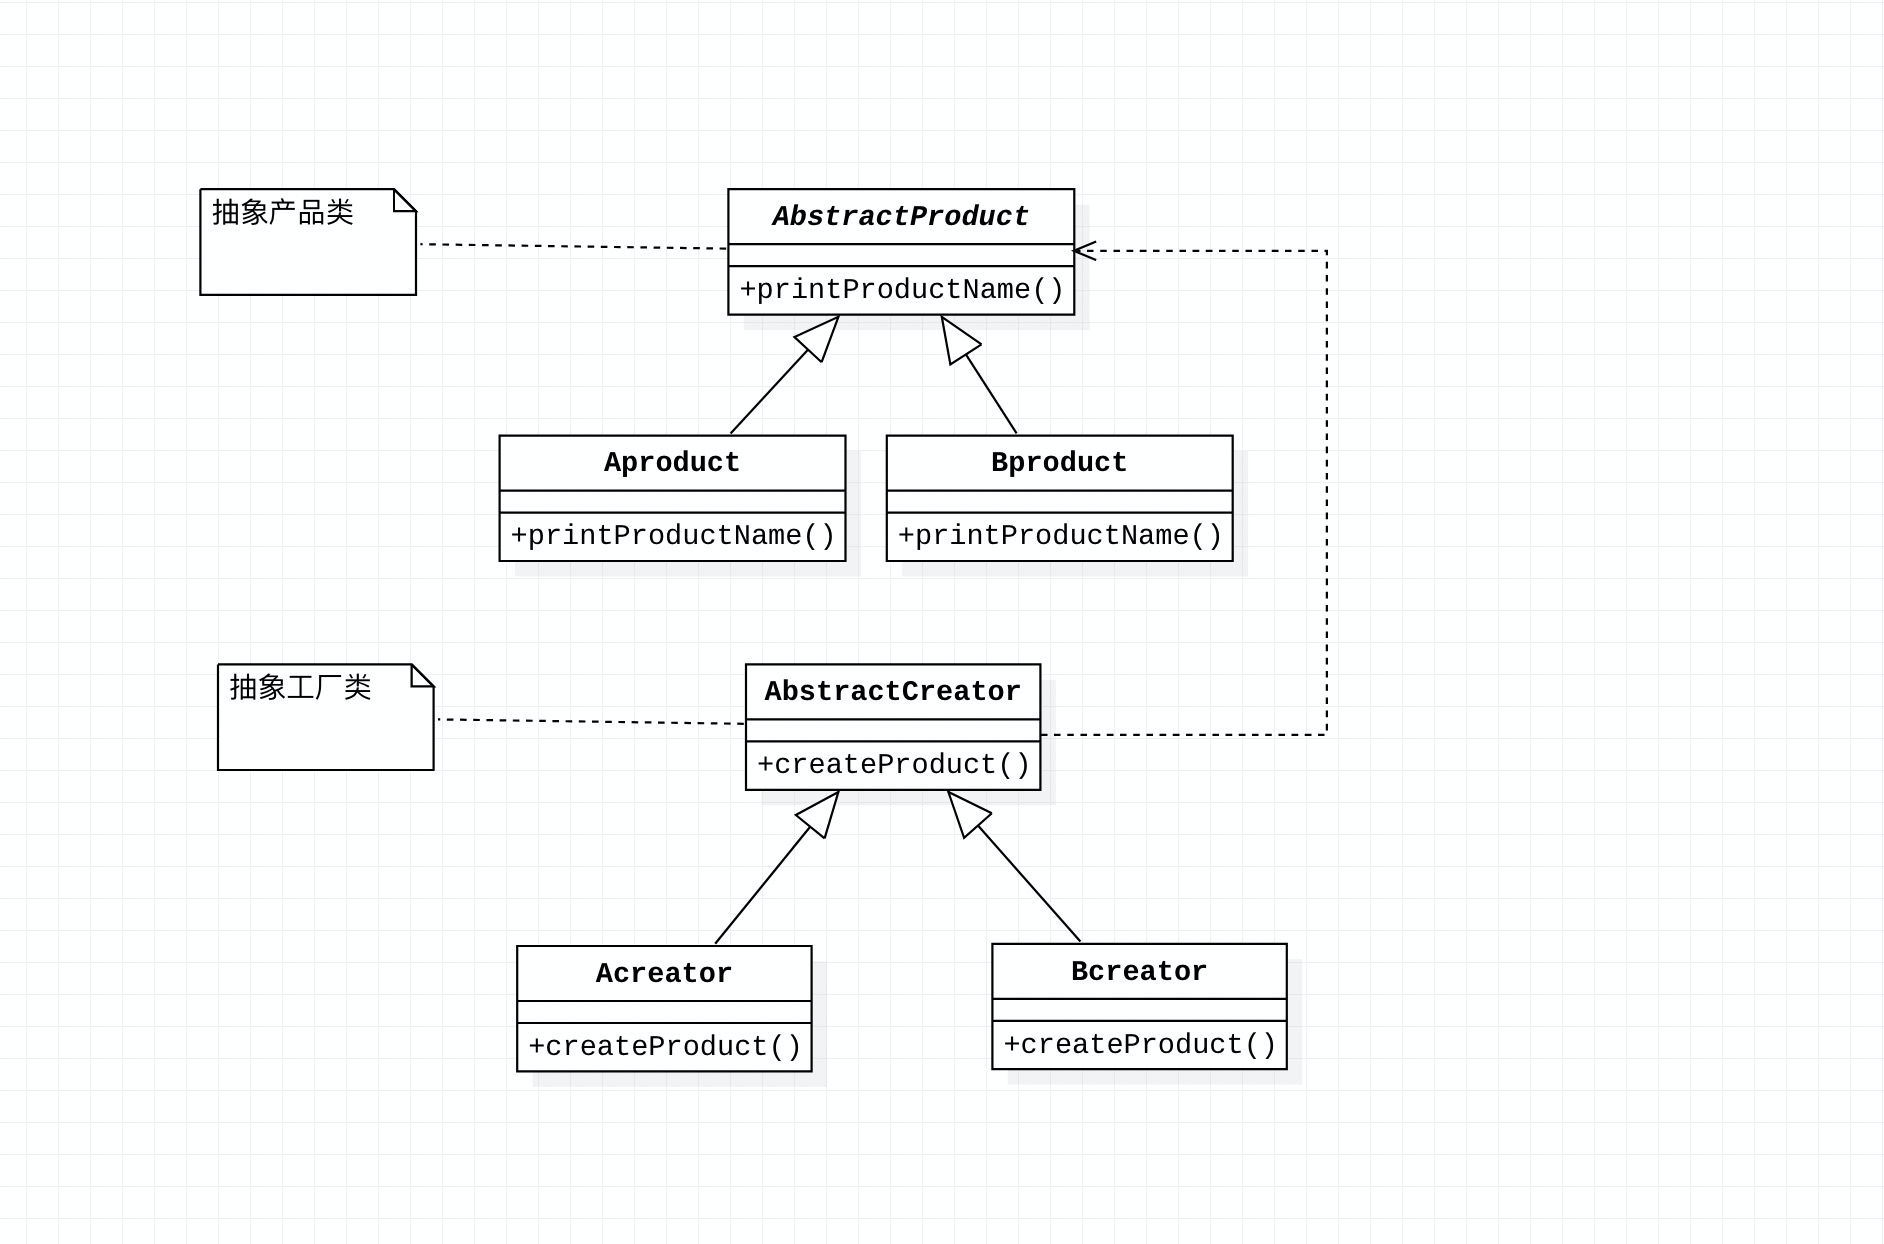 抽象产品类
AbstractProduct
+printProductName()
Aproduct
+printProductName()
Bproduct
+printProductName()
抽象工厂类
AbstractCreator
+createProduct()
Acreator
+createProduct()
Bcreator
+createProduct()